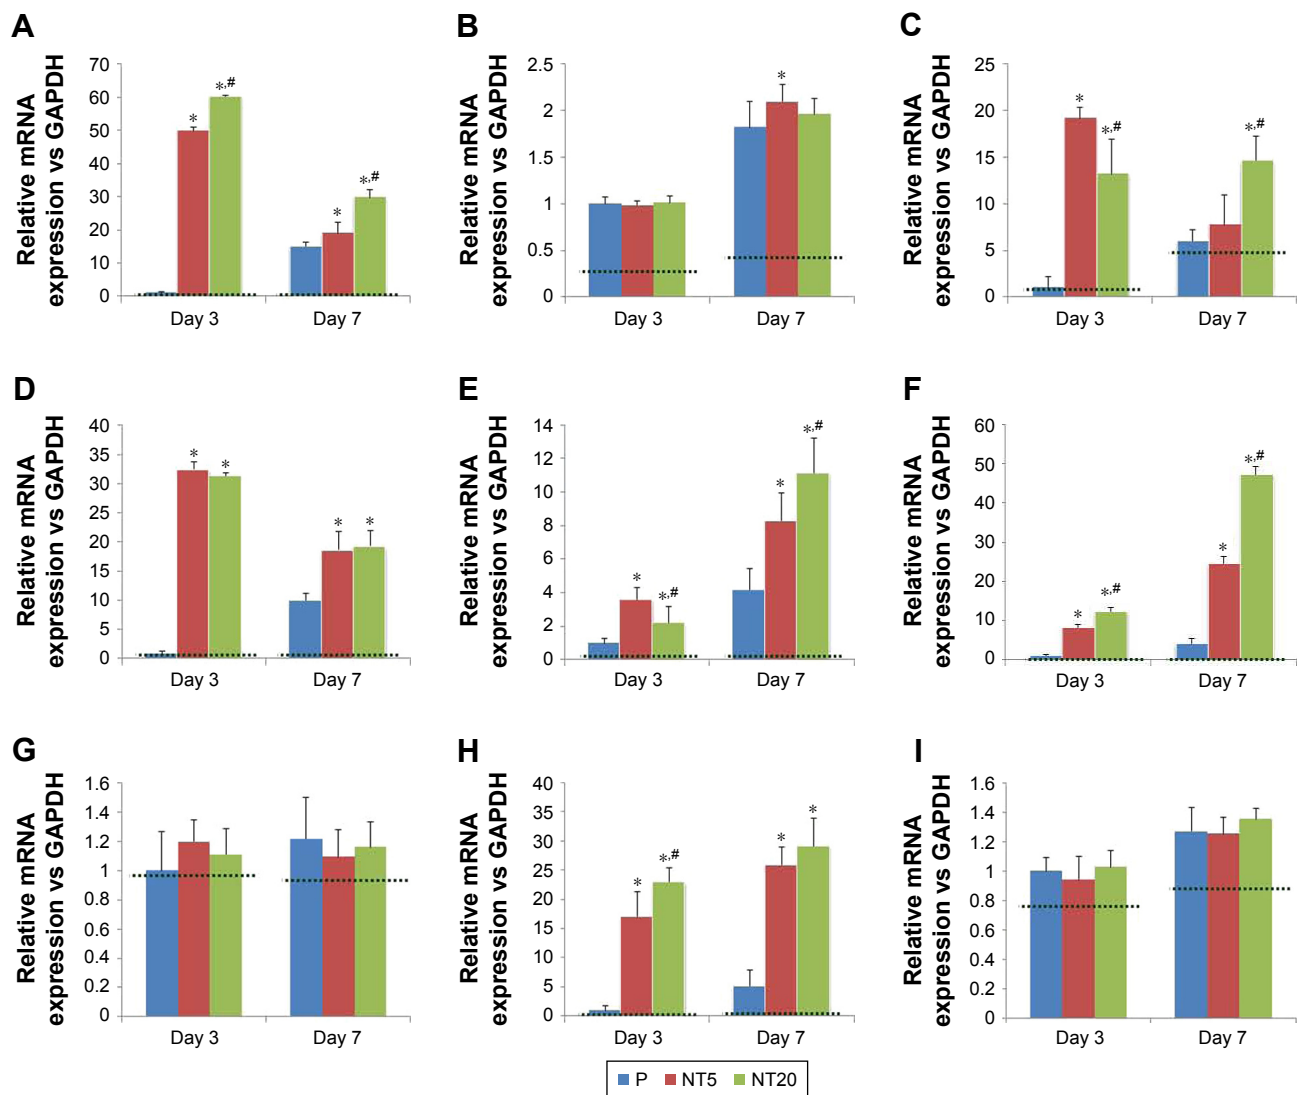 A
Relative mRNA
expression vs GAPDH
70
60
50
40
30
20
10
0
*
*,#
*
*,#
Day 3
Day 7
B
Relative mRNA
expression vs GAPDH
2.5
2
1.5
1
0.5
0
*
Day 3
Day 7
C
Relative mRNA
expression vs GAPDH
25
20
15
10
5
0
*
*,#
*,#
Day 3
Day 7
D
Relative mRNA
expression vs GAPDH
40
35
30
25
20
15
10
5
0
*
*
*
*
Day 3
Day 7
E
Relative mRNA
expression vs GAPDH
14
12
10
8
6
4
2
0
*
*,#
*
*,#
Day 3
Day 7
F
Relative mRNA
expression vs GAPDH
60
50
40
30
20
10
0
*
*,#
*
*,#
Day 3
Day 7
G
Relative mRNA
expression vs GAPDH
1.6
1.4
1.2
1
0.8
0.6
0.4
0.2
0
Day 3
Day 7
H
Relative mRNA
expression vs GAPDH
40
35
30
25
20
15
10
5
0
*
*,#
*
*
Day 3
Day 7
I
Relative mRNA
expression vs GAPDH
1.6
1.4
1.2
1
0.8
0.6
0.4
0.2
0
Day 3
Day 7
P NT5 NT20